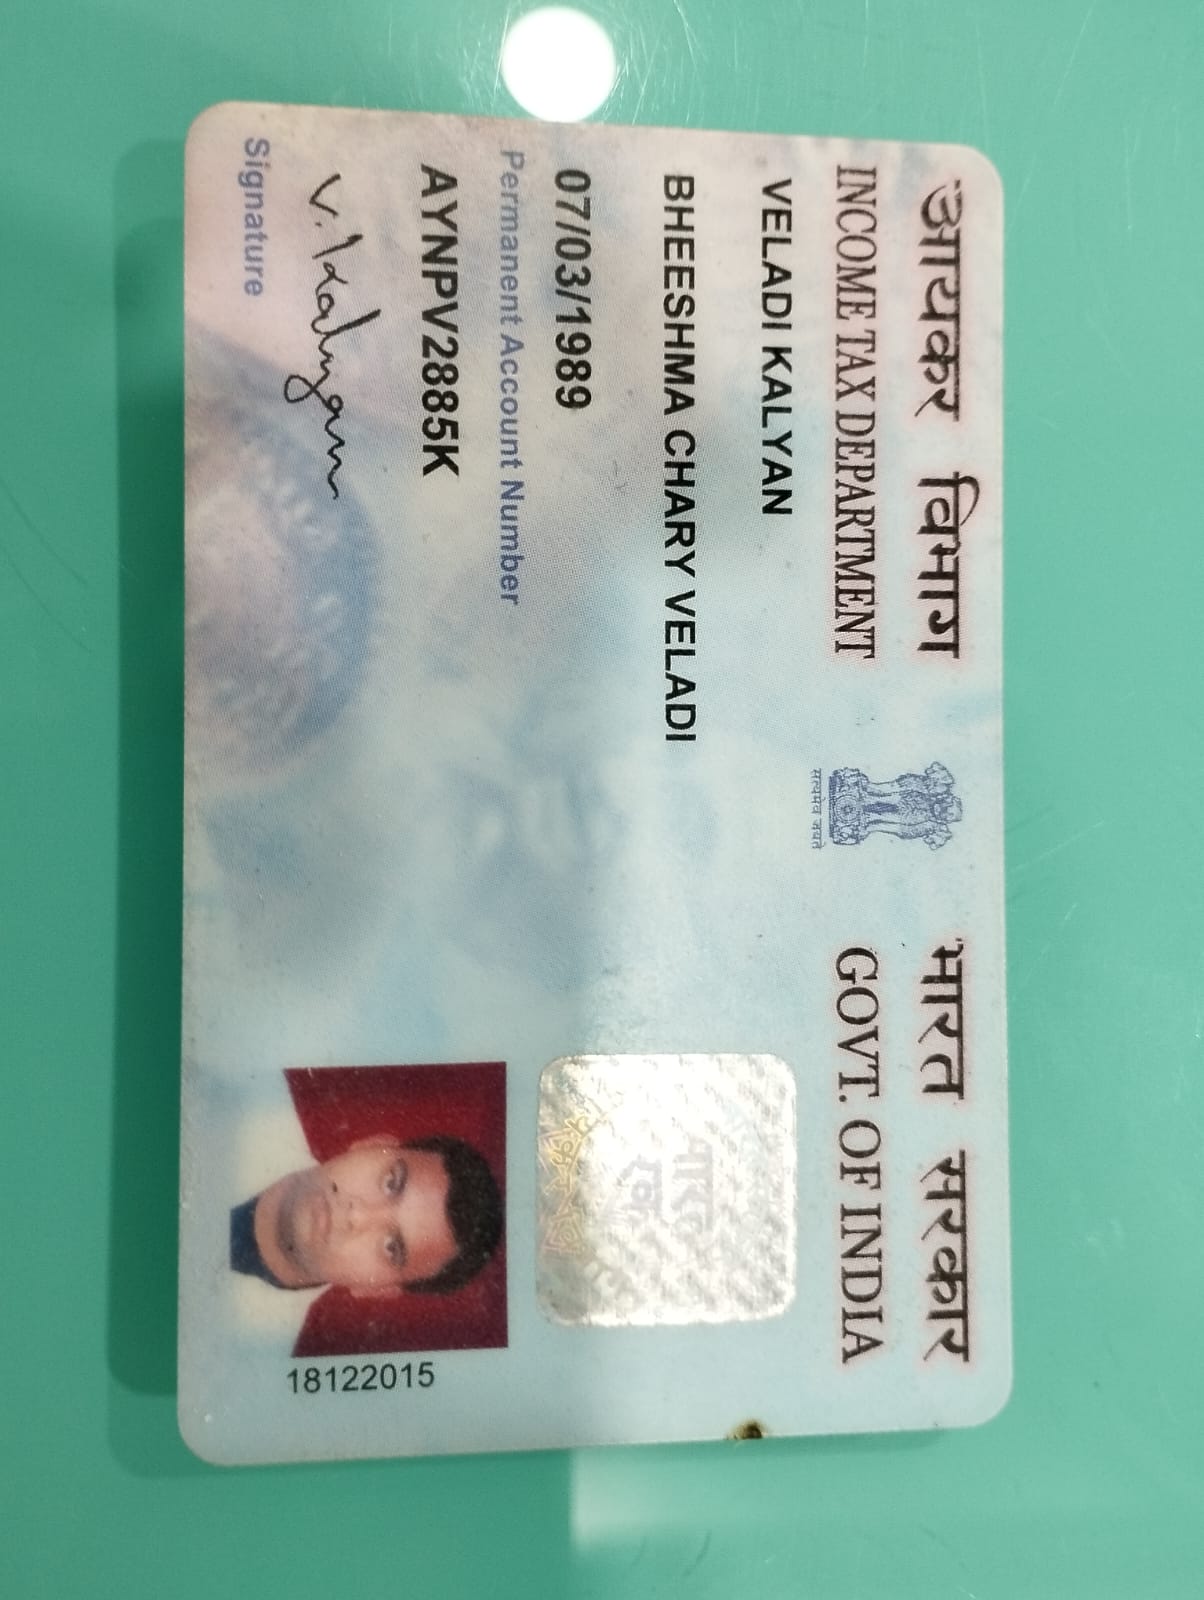 आयकर विभाग
INCOME TAX DEPARTMENT
सत्यमेव जयते
भारत सरकार
GOVT. OF INDIA
VELADI KALYAN
BHEESHMA CHARY VELADI
07/03/1989
Permanent Account Number
AYNPV2885K
V. Kalyan
Signature
18122015